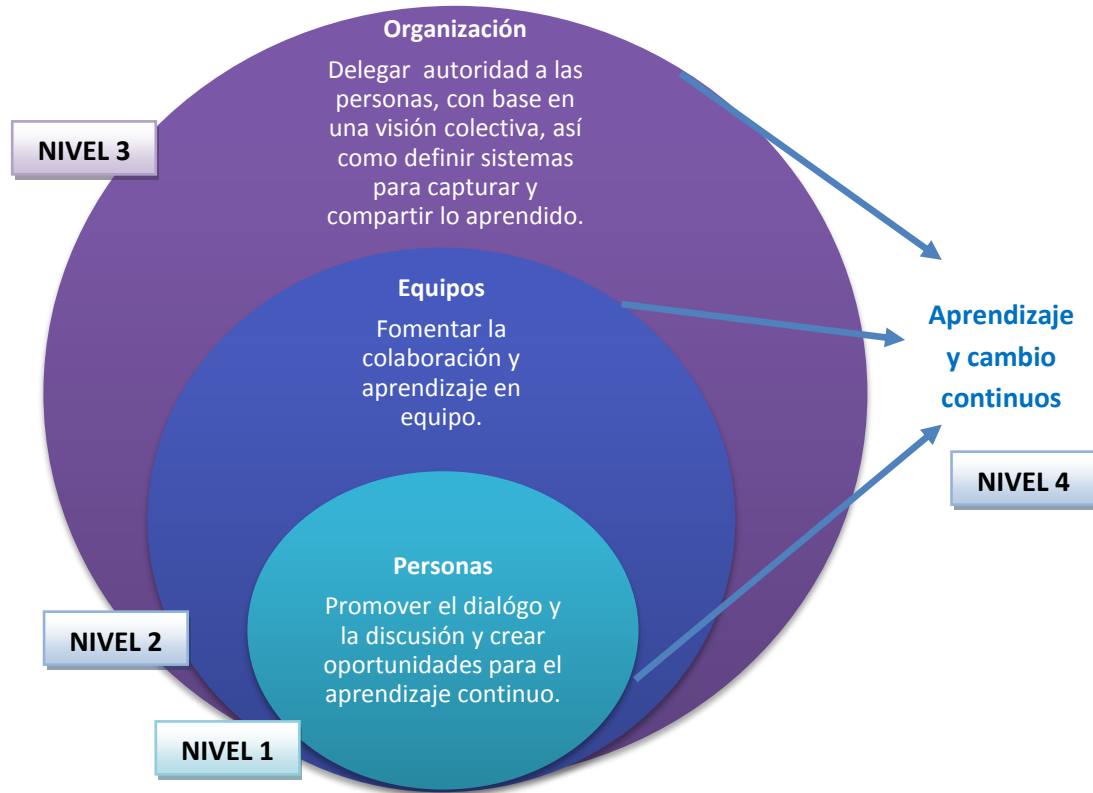 Organización
Delegar autoridad a las
personas, con base en
una visión colectiva, así
como definir sistemas
para capturar y
compartir lo aprendido.
NIVEL 3
Equipos
Fomentar la
colaboración y
aprendizaje en
equipo.
Aprendizaje
y cambio
continuos
NIVEL 4
Personas
Promover el dialógo y
la discusión y crear
oportunidades para el
aprendizaje continuo.
NIVEL 2
NIVEL 1